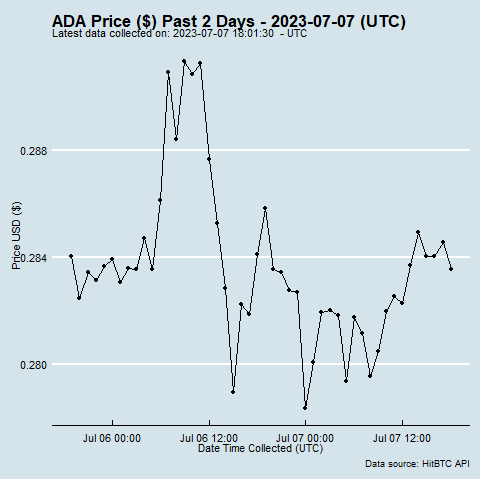 ADA Price ($) Past 2 Days - 2023-07-07 (UTC)
Latest data collected on: 2023-07-07 18:01:30  - UTC
0.288
0.284
0.280
Price USD ($)
Jul 06 00:00
Jul 06 12:00
Jul 07 00:00
Jul 07 12:00
Date Time Collected (UTC)
Data source: HitBTC API